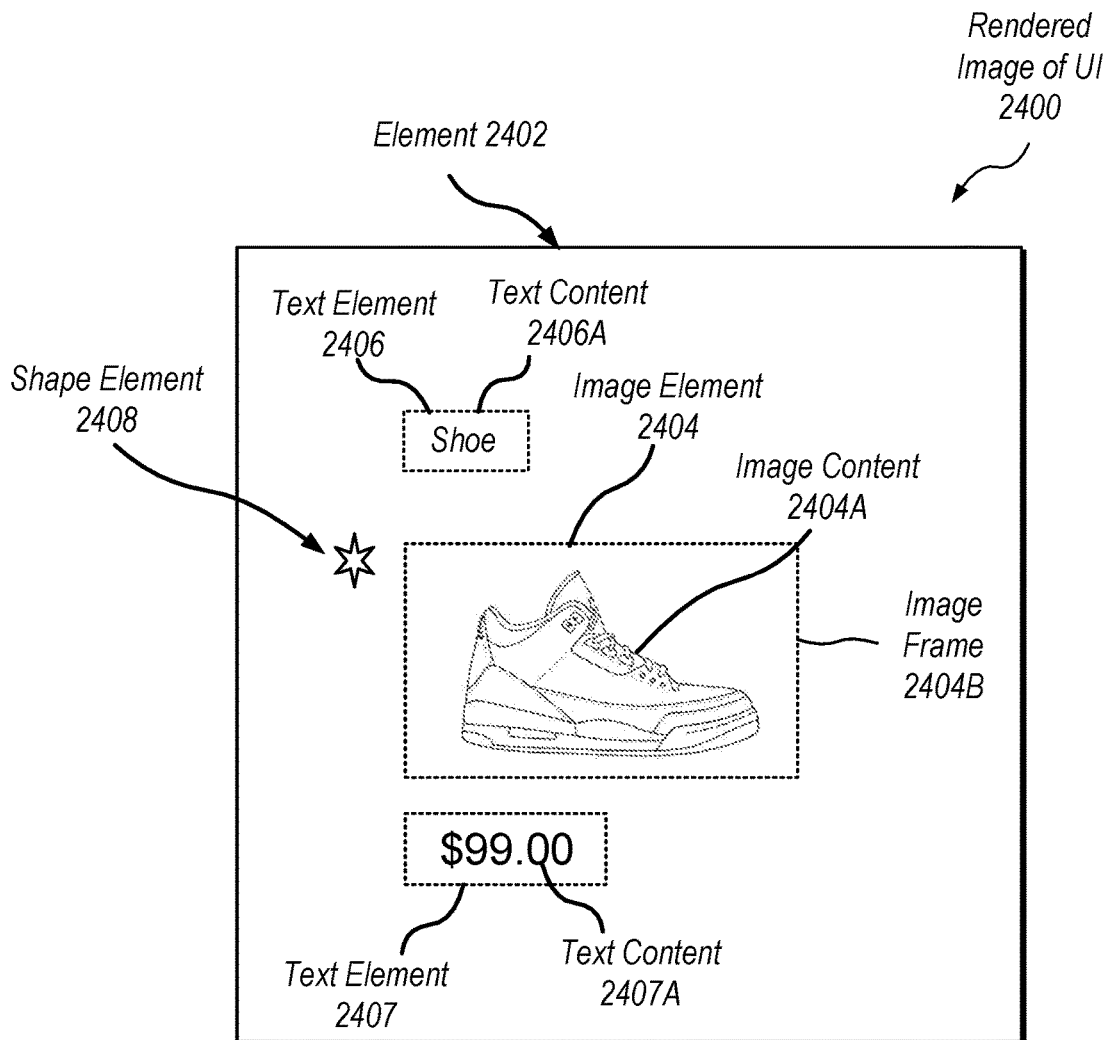 Rendered
Image of UI
2400
Element 2402
Text Element
2406
Text Content
2406A
Shape Element
2408
Image Element
2404
Shoe
Image Content
2404A
Image
Frame
2404B
$99.00
Text Element
2407
Text Content
2407A